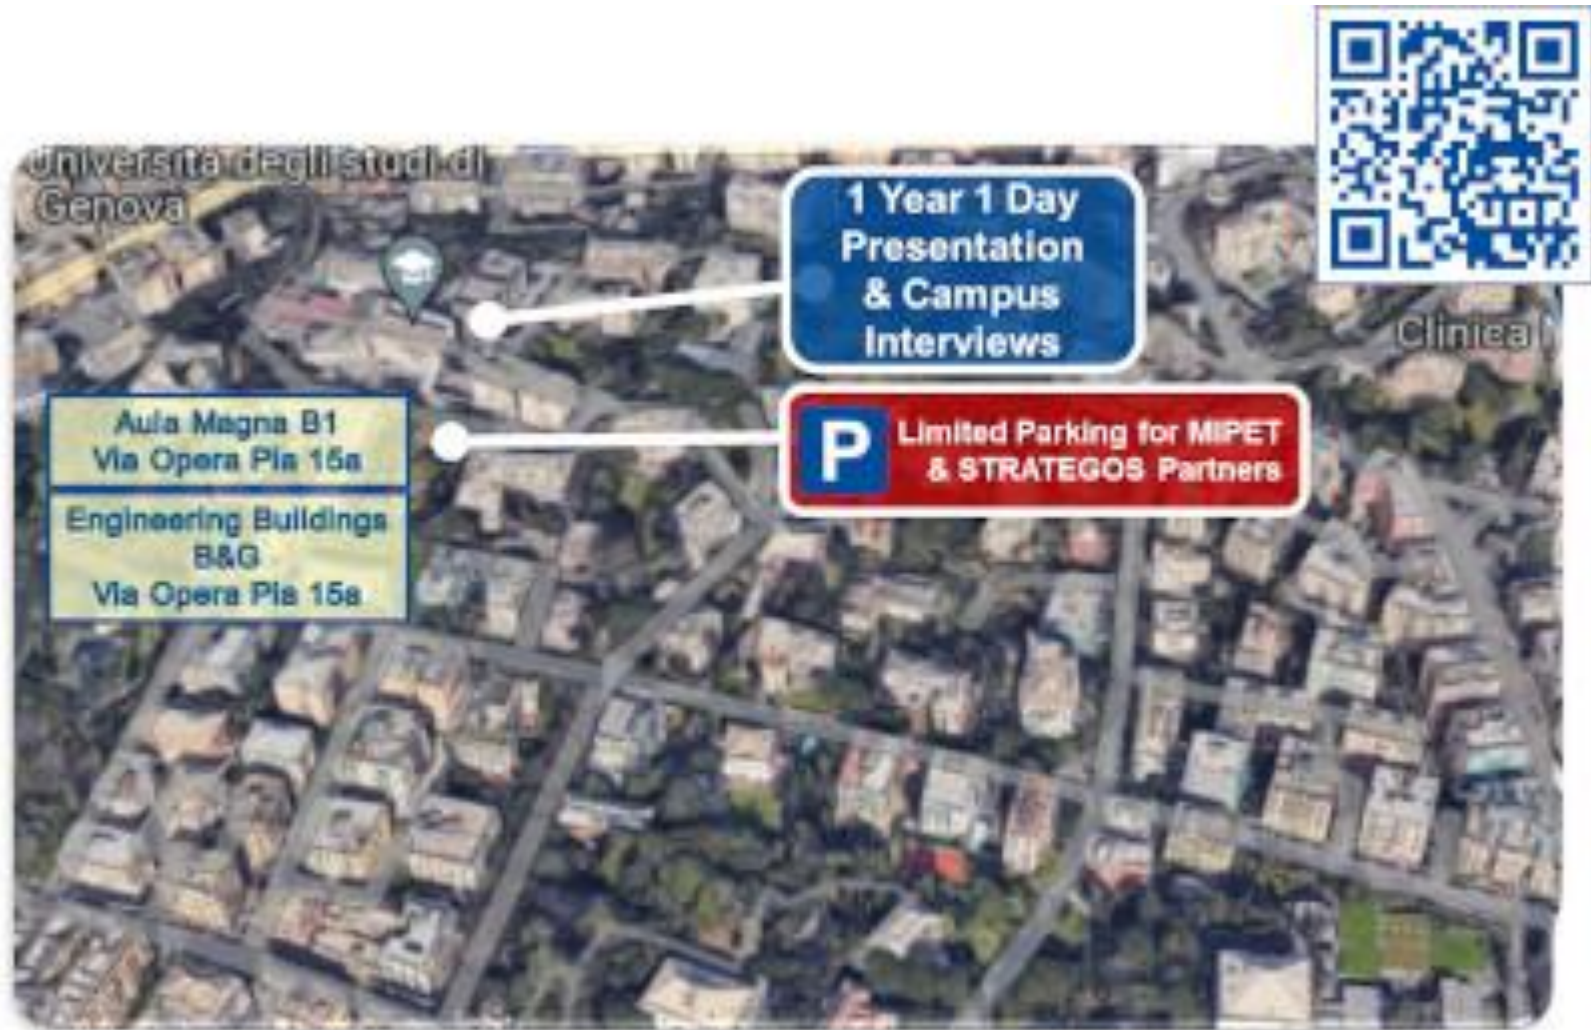 Università degli studi di
Genova
1 Year 1 Day
Presentation
& Campus
Interviews
Clinica
P
Limited Parking for MIPET
& STRATEGOS Partners
Aula Magna B1
Via Opera Pia 15a
Engineering Buildings
B&G
Via Opera Pia 15a